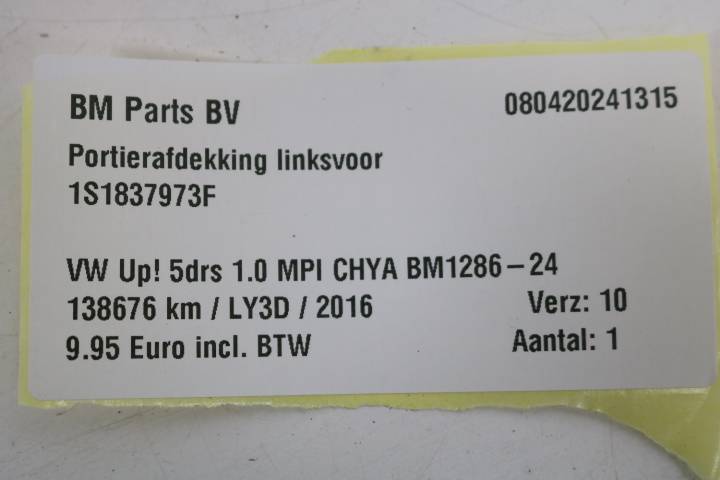 BM Parts BV 080420241315
Portierafdekking linksvoor
1S1837973F
VW Up! 5drs 1.0 MPI CHYA BM1286-24
138676 km / LY3D / 2016 Verz: 10
9.95 Euro incl. BTW Aantal: 1